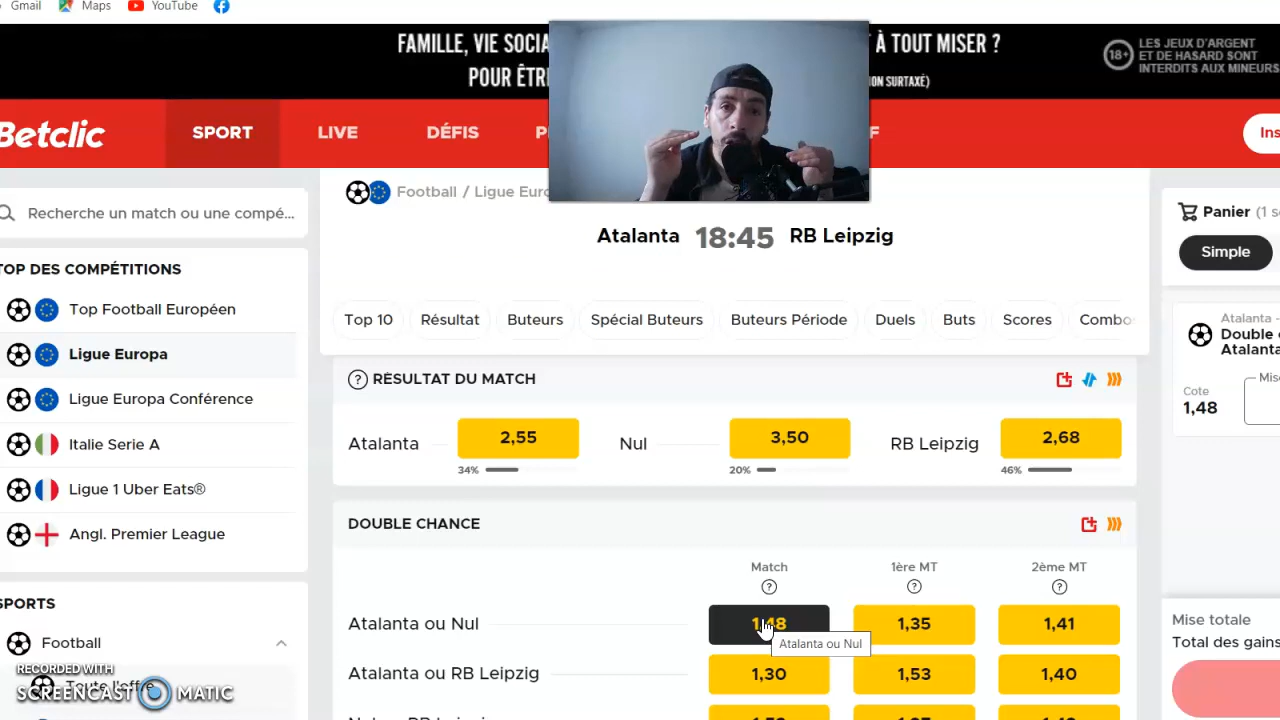 Gmail
Maps
YouTube
FAMILLE, VIE SOCIA
À TOUT MISER ?
POUR ÊTR
ON SURTAXÉ)
18+
LES JEUX D'ARGENT
ET DE HASARD SONT
INTERDITS AUX MINEURS
Betclic
SPORT
LIVE
DÉFIS
P
F
Ins
Recherche un match ou une compé...
Football / Ligue Euro
Panier (1 s
Atalanta
18:45
RB Leipzig
Simple
TOP DES COMPÉTITIONS
Top Football Européen
Ligue Europa
Ligue Europa Conférence
Italie Serie A
Ligue 1 Uber Eats®
Angl. Premier League
Top 10
Résultat
Buteurs
Spécial Buteurs
Buteurs Période
Duels
Buts
Scores
Combo
Atalanta -
Double
Atalanta
Mis
Cote
1,48
RÉSULTAT DU MATCH
Atalanta
2,55
34%
Nul
3,50
20%
RB Leipzig
2,68
46%
DOUBLE CHANCE
Match
1ère MT
2ème MT
Atalanta ou Nul
1,48
1,35
1,41
Atalanta ou Nul
Atalanta ou RB Leipzig
1,30
1,53
1,40
SPORTS
Football
RECORDED WITH
SCREENCAST MATIC
Mise totale
Total des gains